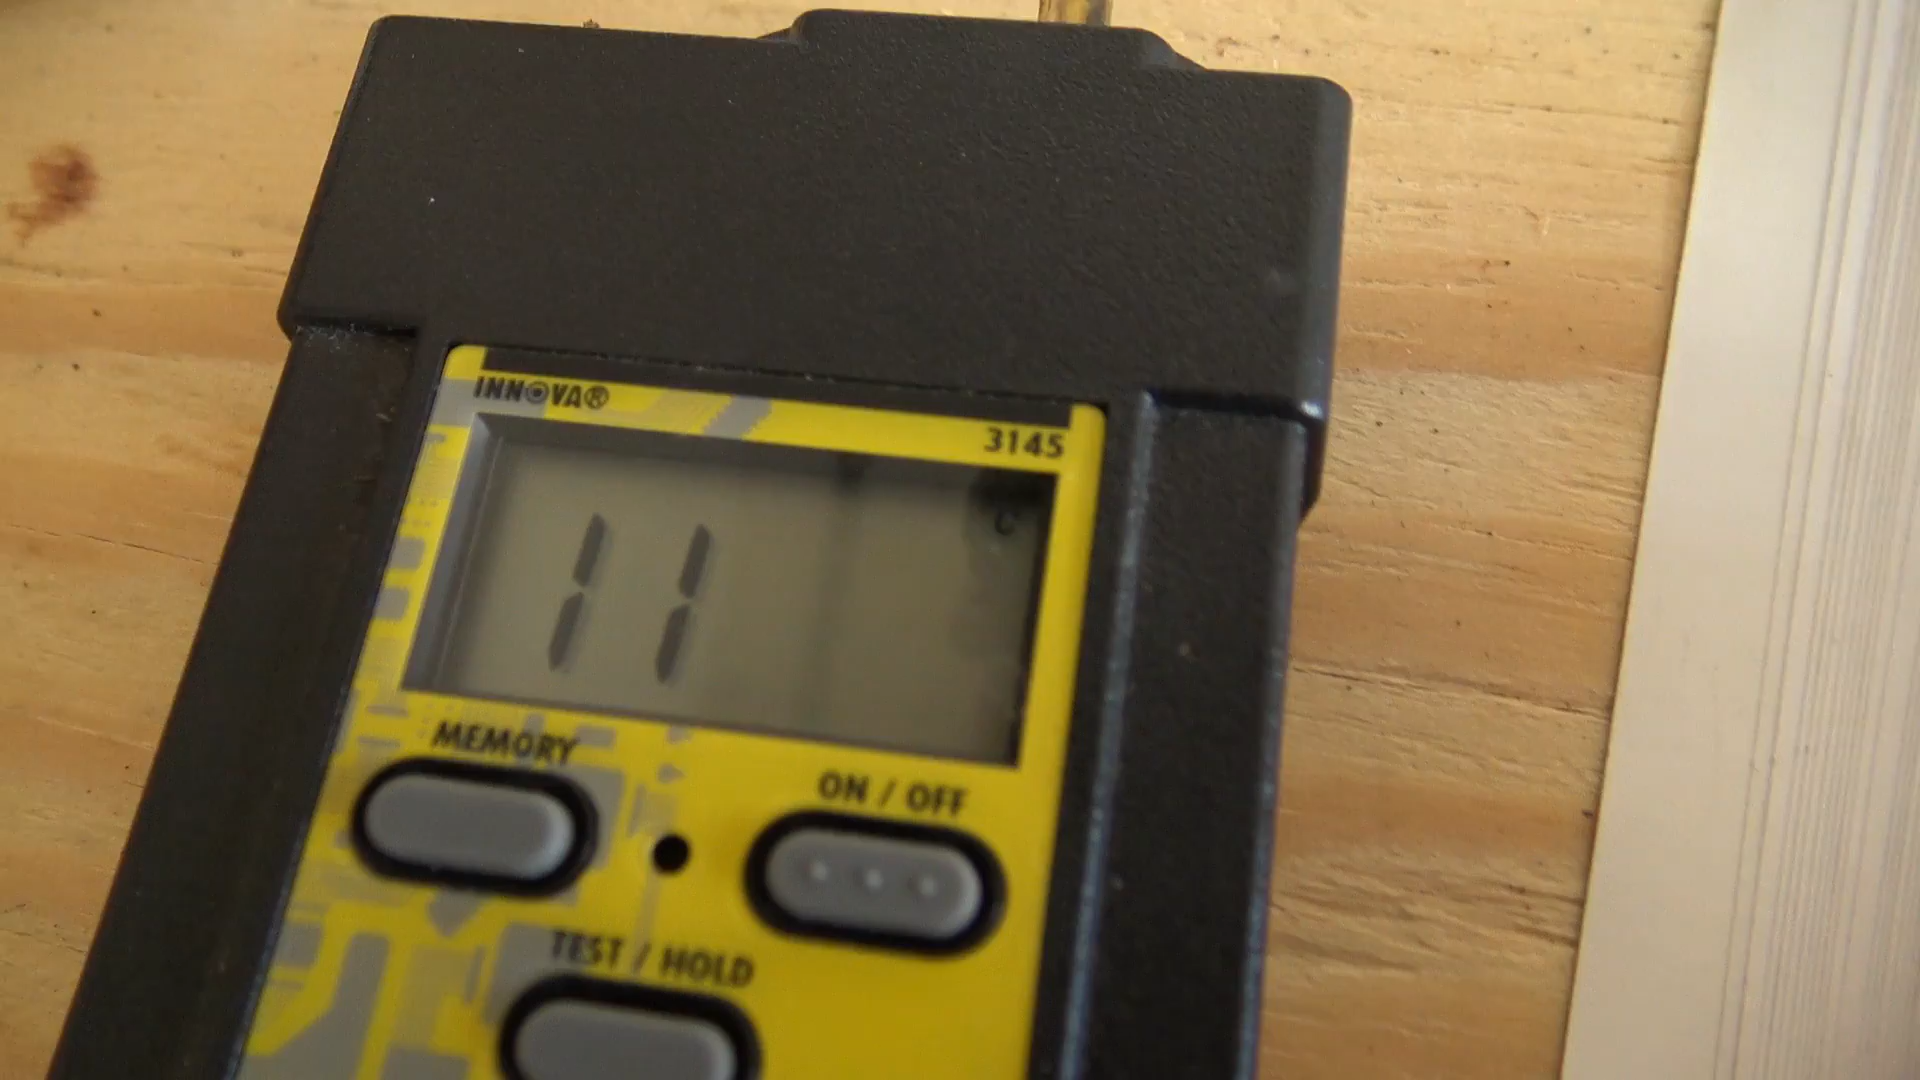 INNOVA®
3145
C
11
MEMORY
ON / OFF
TEST / HOLD